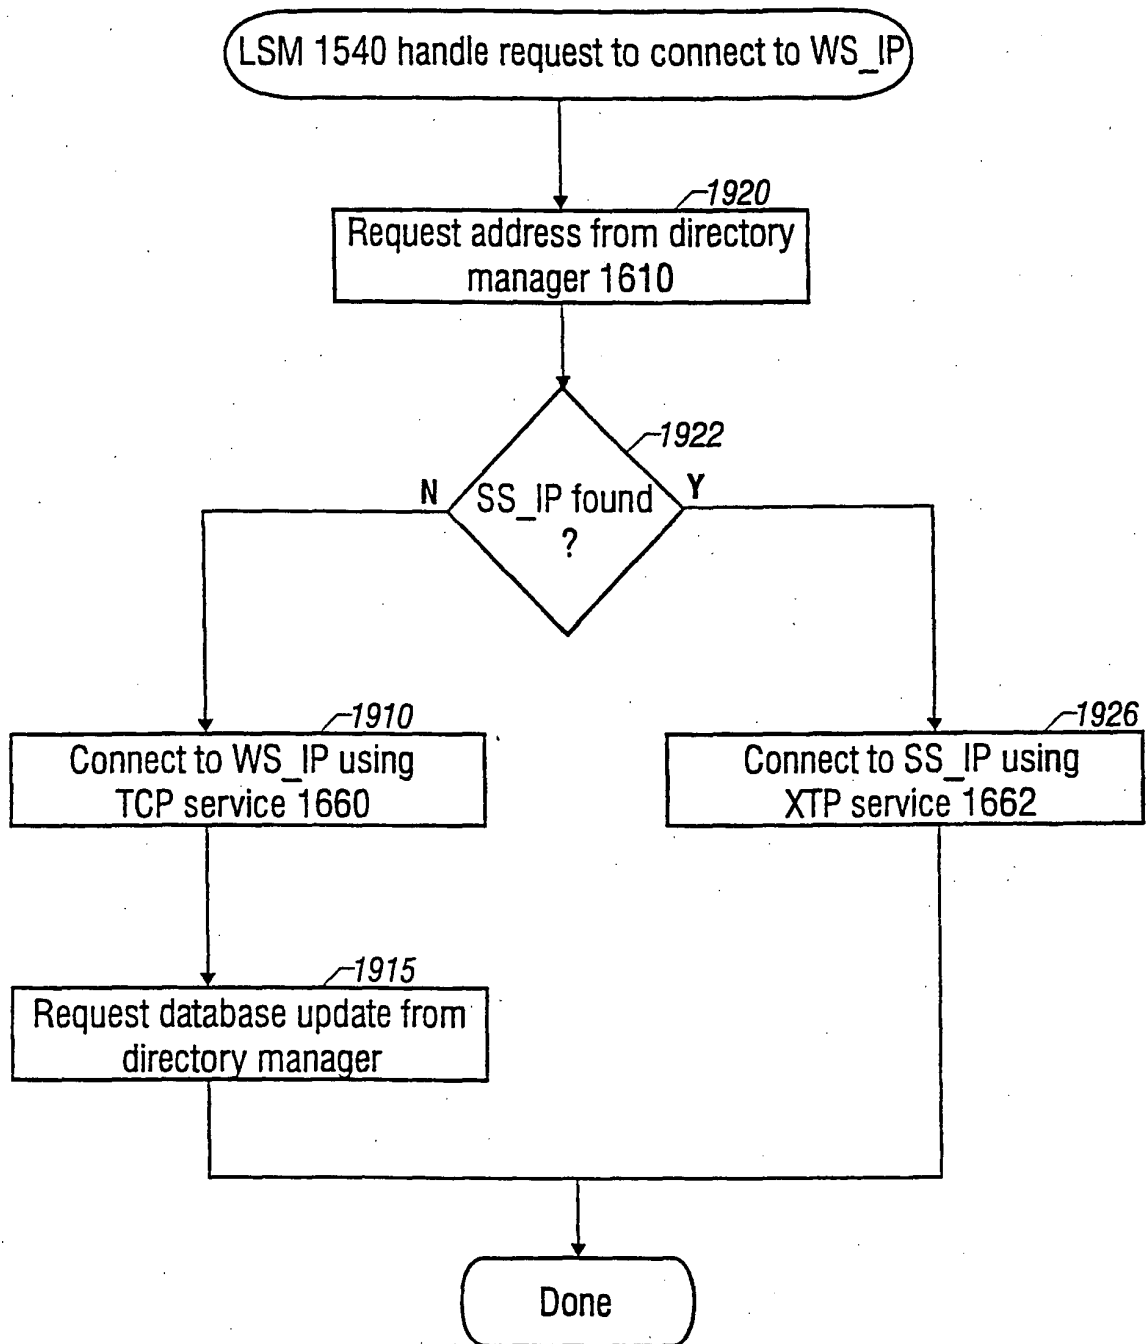 LSM 1540 handle request to connect to WS_IP
1920
Request address from directory
manager 1610
1922
N
SS_IP found
?
Y
1910
Connect to WS_IP using
TCP service 1660
1926
Connect to SS_IP using
XTP service 1662
1915
Request database update from
directory manager
Done